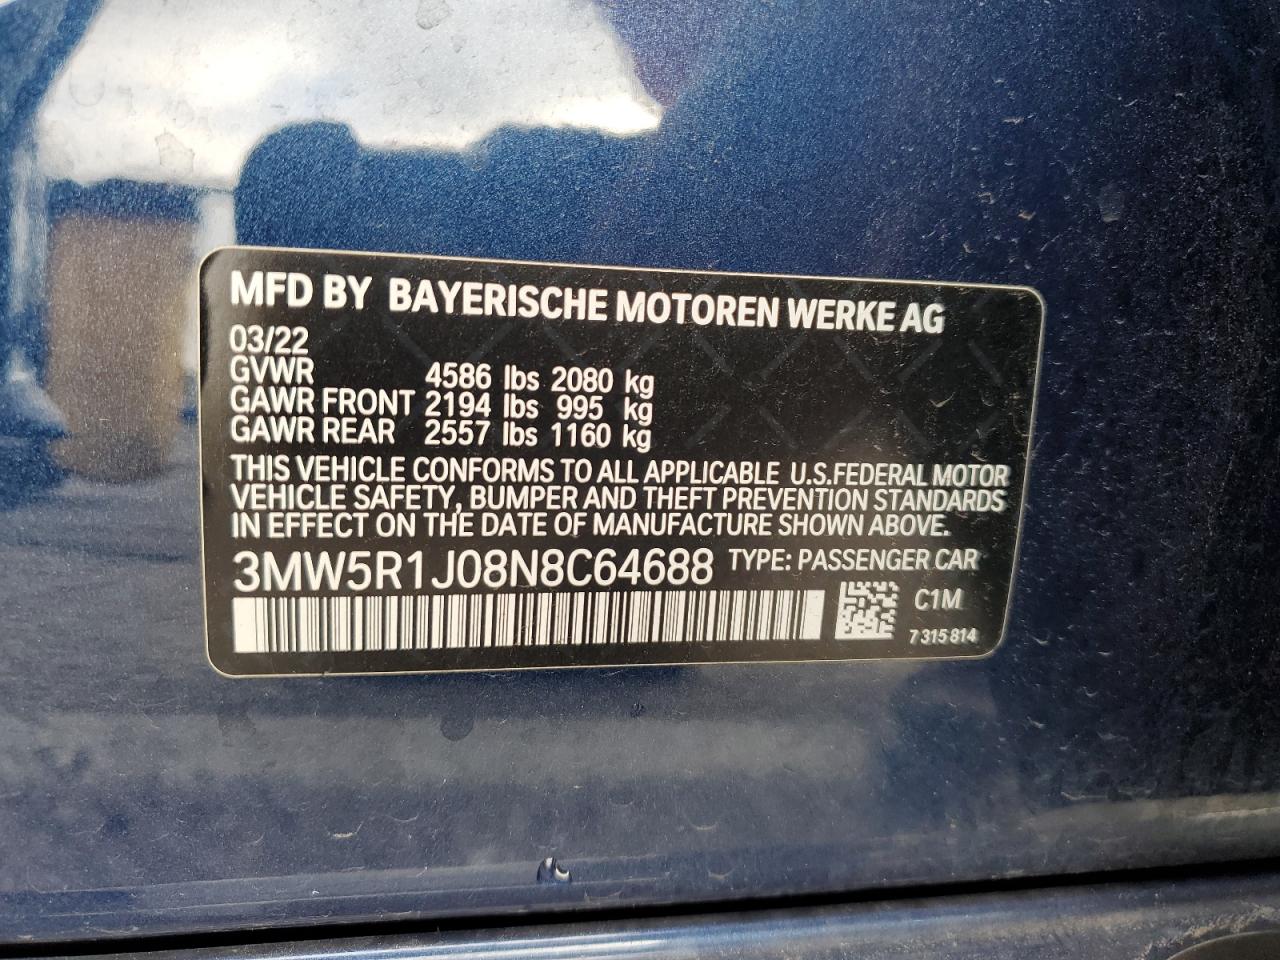 MFD BY BAYERISCHE MOTOREN WERKE AG
03/22
GVWR 4586 lbs 2080 kg
GAWR FRONT 2194 lbs 995 kg
GAWR REAR 2557 lbs 1160 kg
THIS VEHICLE CONFORMS TO ALL APPLICABLE U.S.FEDERAL MOTOR
VEHICLE SAFETY, BUMPER AND THEFT PREVENTION STANDARDS
IN EFFECT ON THE DATE OF MANUFACTURE SHOWN ABOVE.
3MW5R1J08N8C64688 TYPE: PASSENGER CAR
C1M
7 315 814